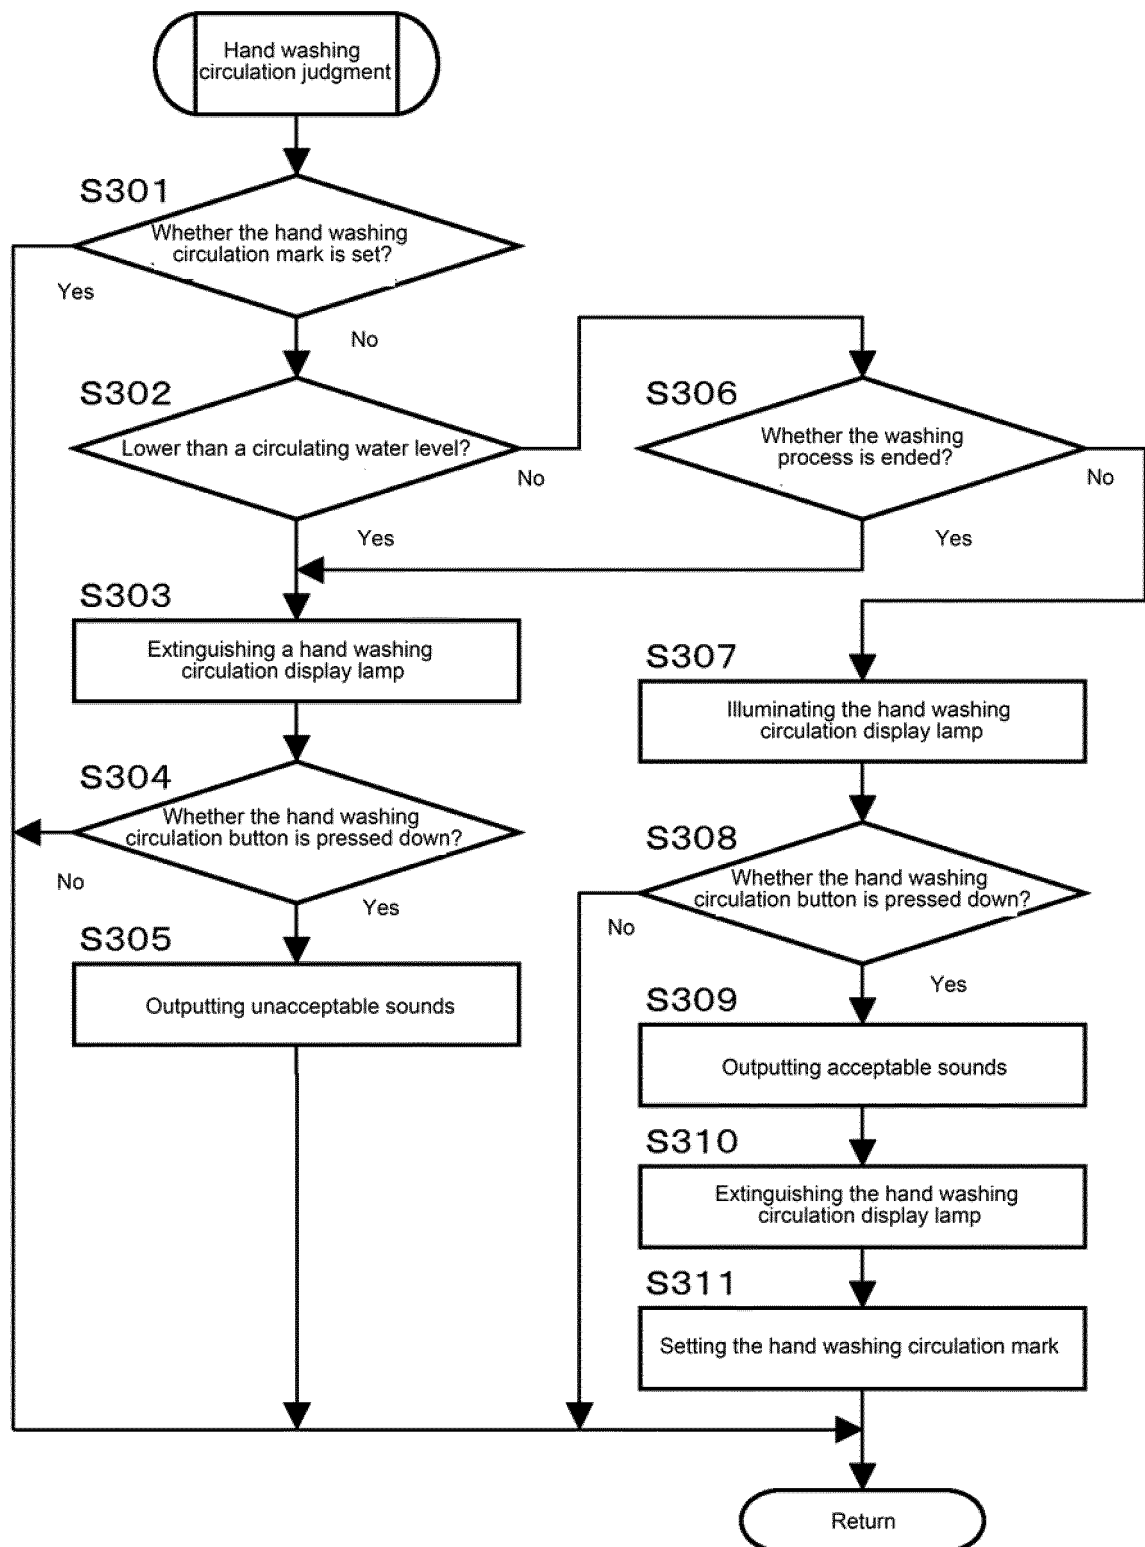 Hand washing
circulation judgment
S301
Whether the hand washing
circulation mark is set?
Yes
No
S302
Lower than a circulating water level?
No
Yes
S306
Whether the washing
process is ended?
No
Yes
S303
Extinguishing a hand washing
circulation display lamp
S307
Illuminating the hand washing
circulation display lamp
S304
Whether the hand washing
circulation button is pressed down?
No
Yes
S308
Whether the hand washing
circulation button is pressed down?
No
Yes
S305
Outputting unacceptable sounds
S309
Outputting acceptable sounds
S310
Extinguishing the hand washing
circulation display lamp
S311
Setting the hand washing circulation mark
Return